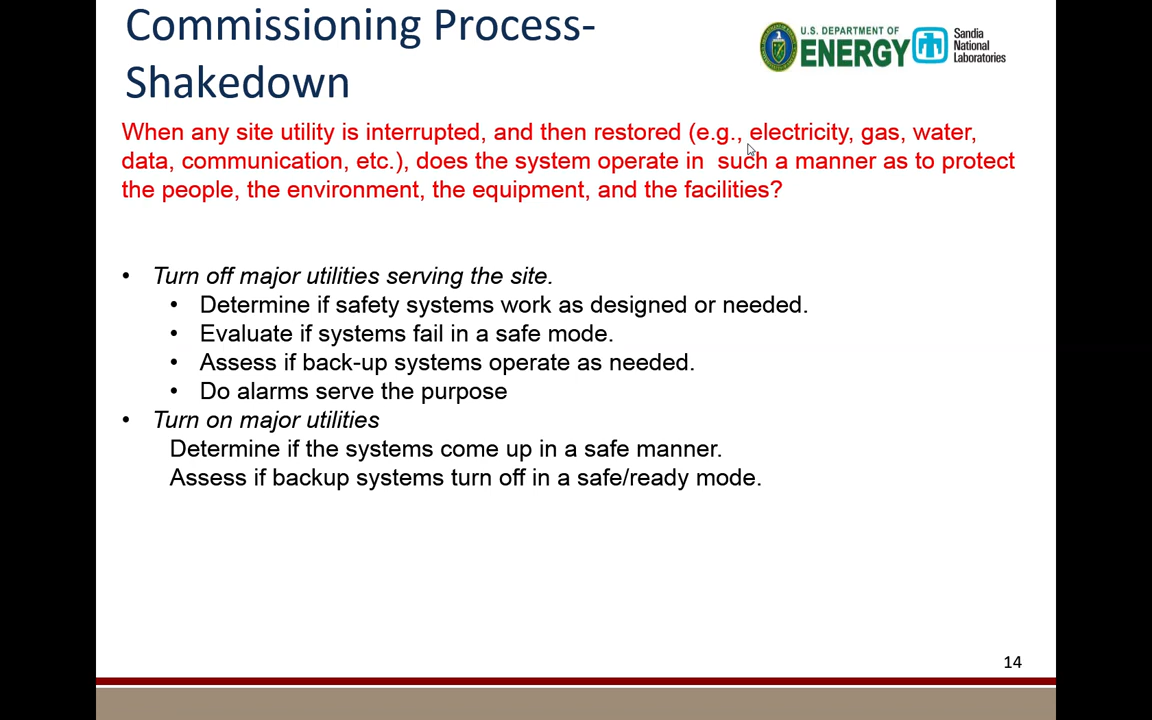 Commissioning Process-
Shakedown
U.S. DEPARTMENT OF
ENERGY
Sandia
National
Laboratories
When any site utility is interrupted, and then restored (e.g., electricity, gas, water,
data, communication, etc.), does the system operate in such a manner as to protect
the people, the environment, the equipment, and the facilities?
• Turn off major utilities serving the site.
• Determine if safety systems work as designed or needed.
• Evaluate if systems fail in a safe mode.
• Assess if back-up systems operate as needed.
• Do alarms serve the purpose
• Turn on major utilities
Determine if the systems come up in a safe manner.
Assess if backup systems turn off in a safe/ready mode.
14